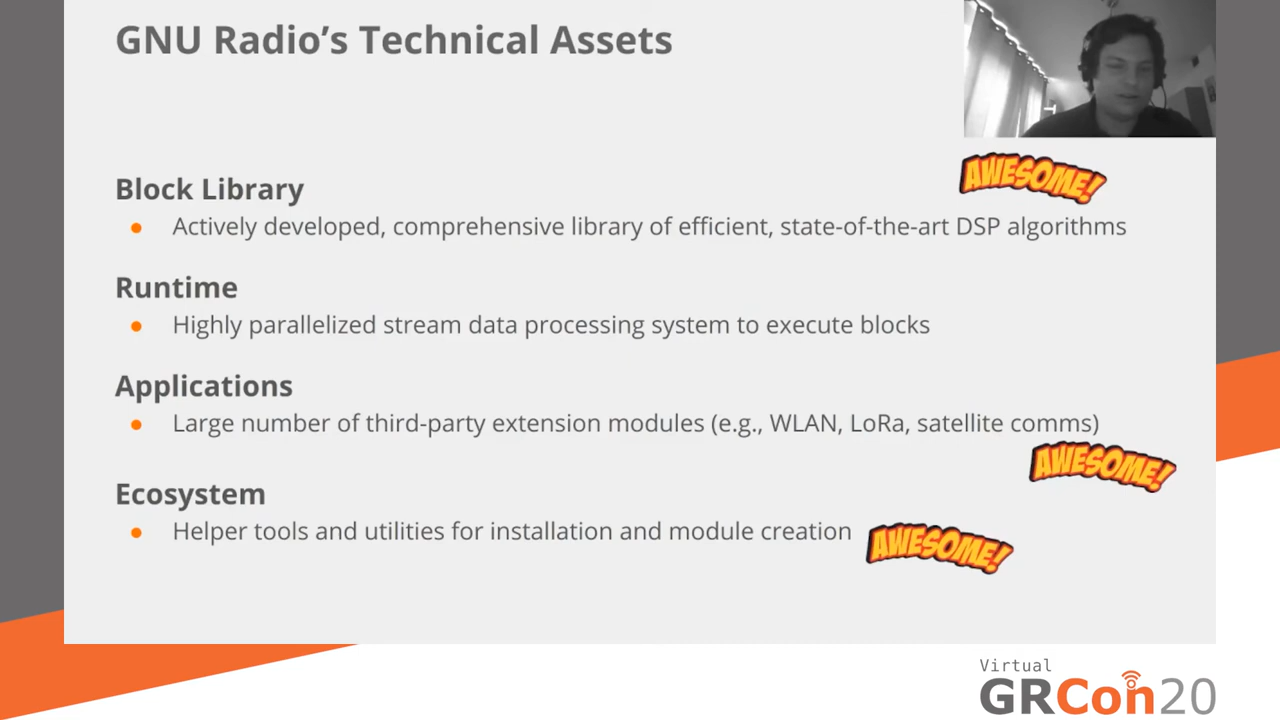 GNU Radio's Technical Assets
AWESOME!
Block Library
● Actively developed, comprehensive library of efficient, state-of-the-art DSP algorithms
Runtime
● Highly parallelized stream data processing system to execute blocks
Applications
● Large number of third-party extension modules (e.g., WLAN, LoRa, satellite comms)
AWESOME!
Ecosystem
● Helper tools and utilities for installation and module creation
AWESOME!
Virtual
GRCon20